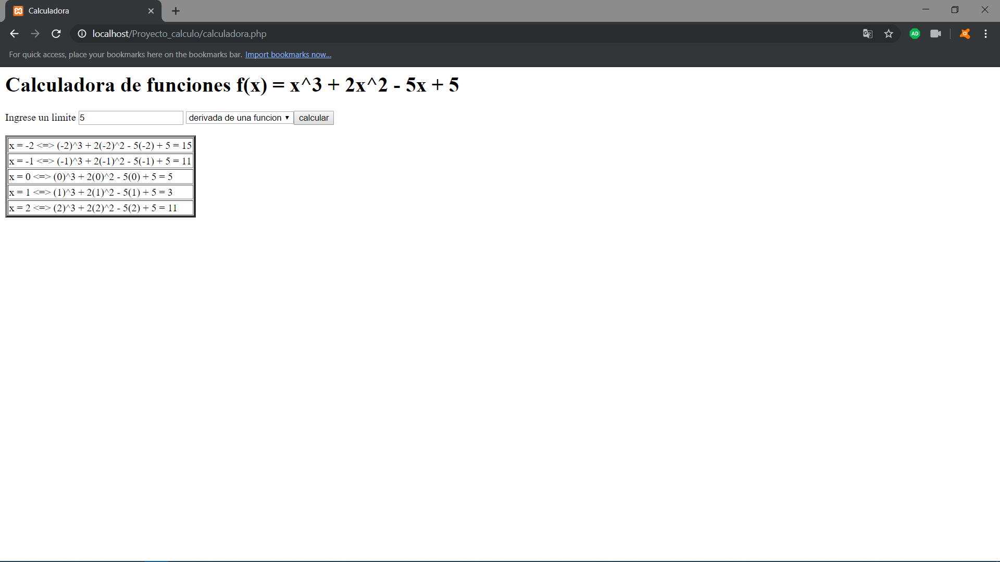 Calculadora
localhost/Proyecto_calculo/calculadora.php
AD
For quick access, place your bookmarks here on the bookmarks bar. Import bookmarks now...
Calculadora de funciones f(x) = x^3 + 2x^2 - 5x + 5
Ingrese un limite 5 derivada de una funcion calcular
x = -2 <=> (-2)^3 + 2(-2)^2 - 5(-2) + 5 = 15
x = -1 <=> (-1)^3 + 2(-1)^2 - 5(-1) + 5 = 11
x = 0 <=> (0)^3 + 2(0)^2 - 5(0) + 5 = 5
x = 1 <=> (1)^3 + 2(1)^2 - 5(1) + 5 = 3
x = 2 <=> (2)^3 + 2(2)^2 - 5(2) + 5 = 11